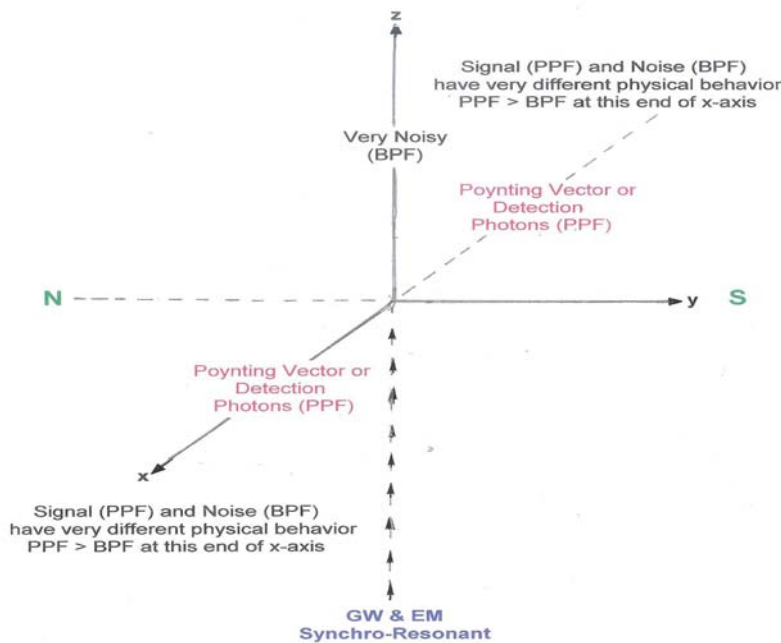 z
Signal (PPF) and Noise (BPF)
have very different physical behavior
PPF > BPF at this end of x-axis
Very Noisy
(BPF)
Poynting Vector or
Detection
Photons (PPF)
N
y
S
Poynting Vector or
Detection
Photons (PPF)
x
Signal (PPF) and Noise (BPF)
have very different physical behavior
PPF > BPF at this end of x-axis
GW & EM
Synchro-Resonant